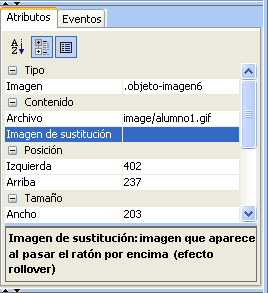 Atributos Eventos
Tipo
Imagen .objeto-imagen6
Contenido
Archivo image/alumno1.gif
Imagen de sustitución
Posición
Izquierda 402
Arriba 237
Tamaño
Ancho 203
Imagen de sustitución: imagen que aparece
al pasar el ratón por encima (efecto
rollover)